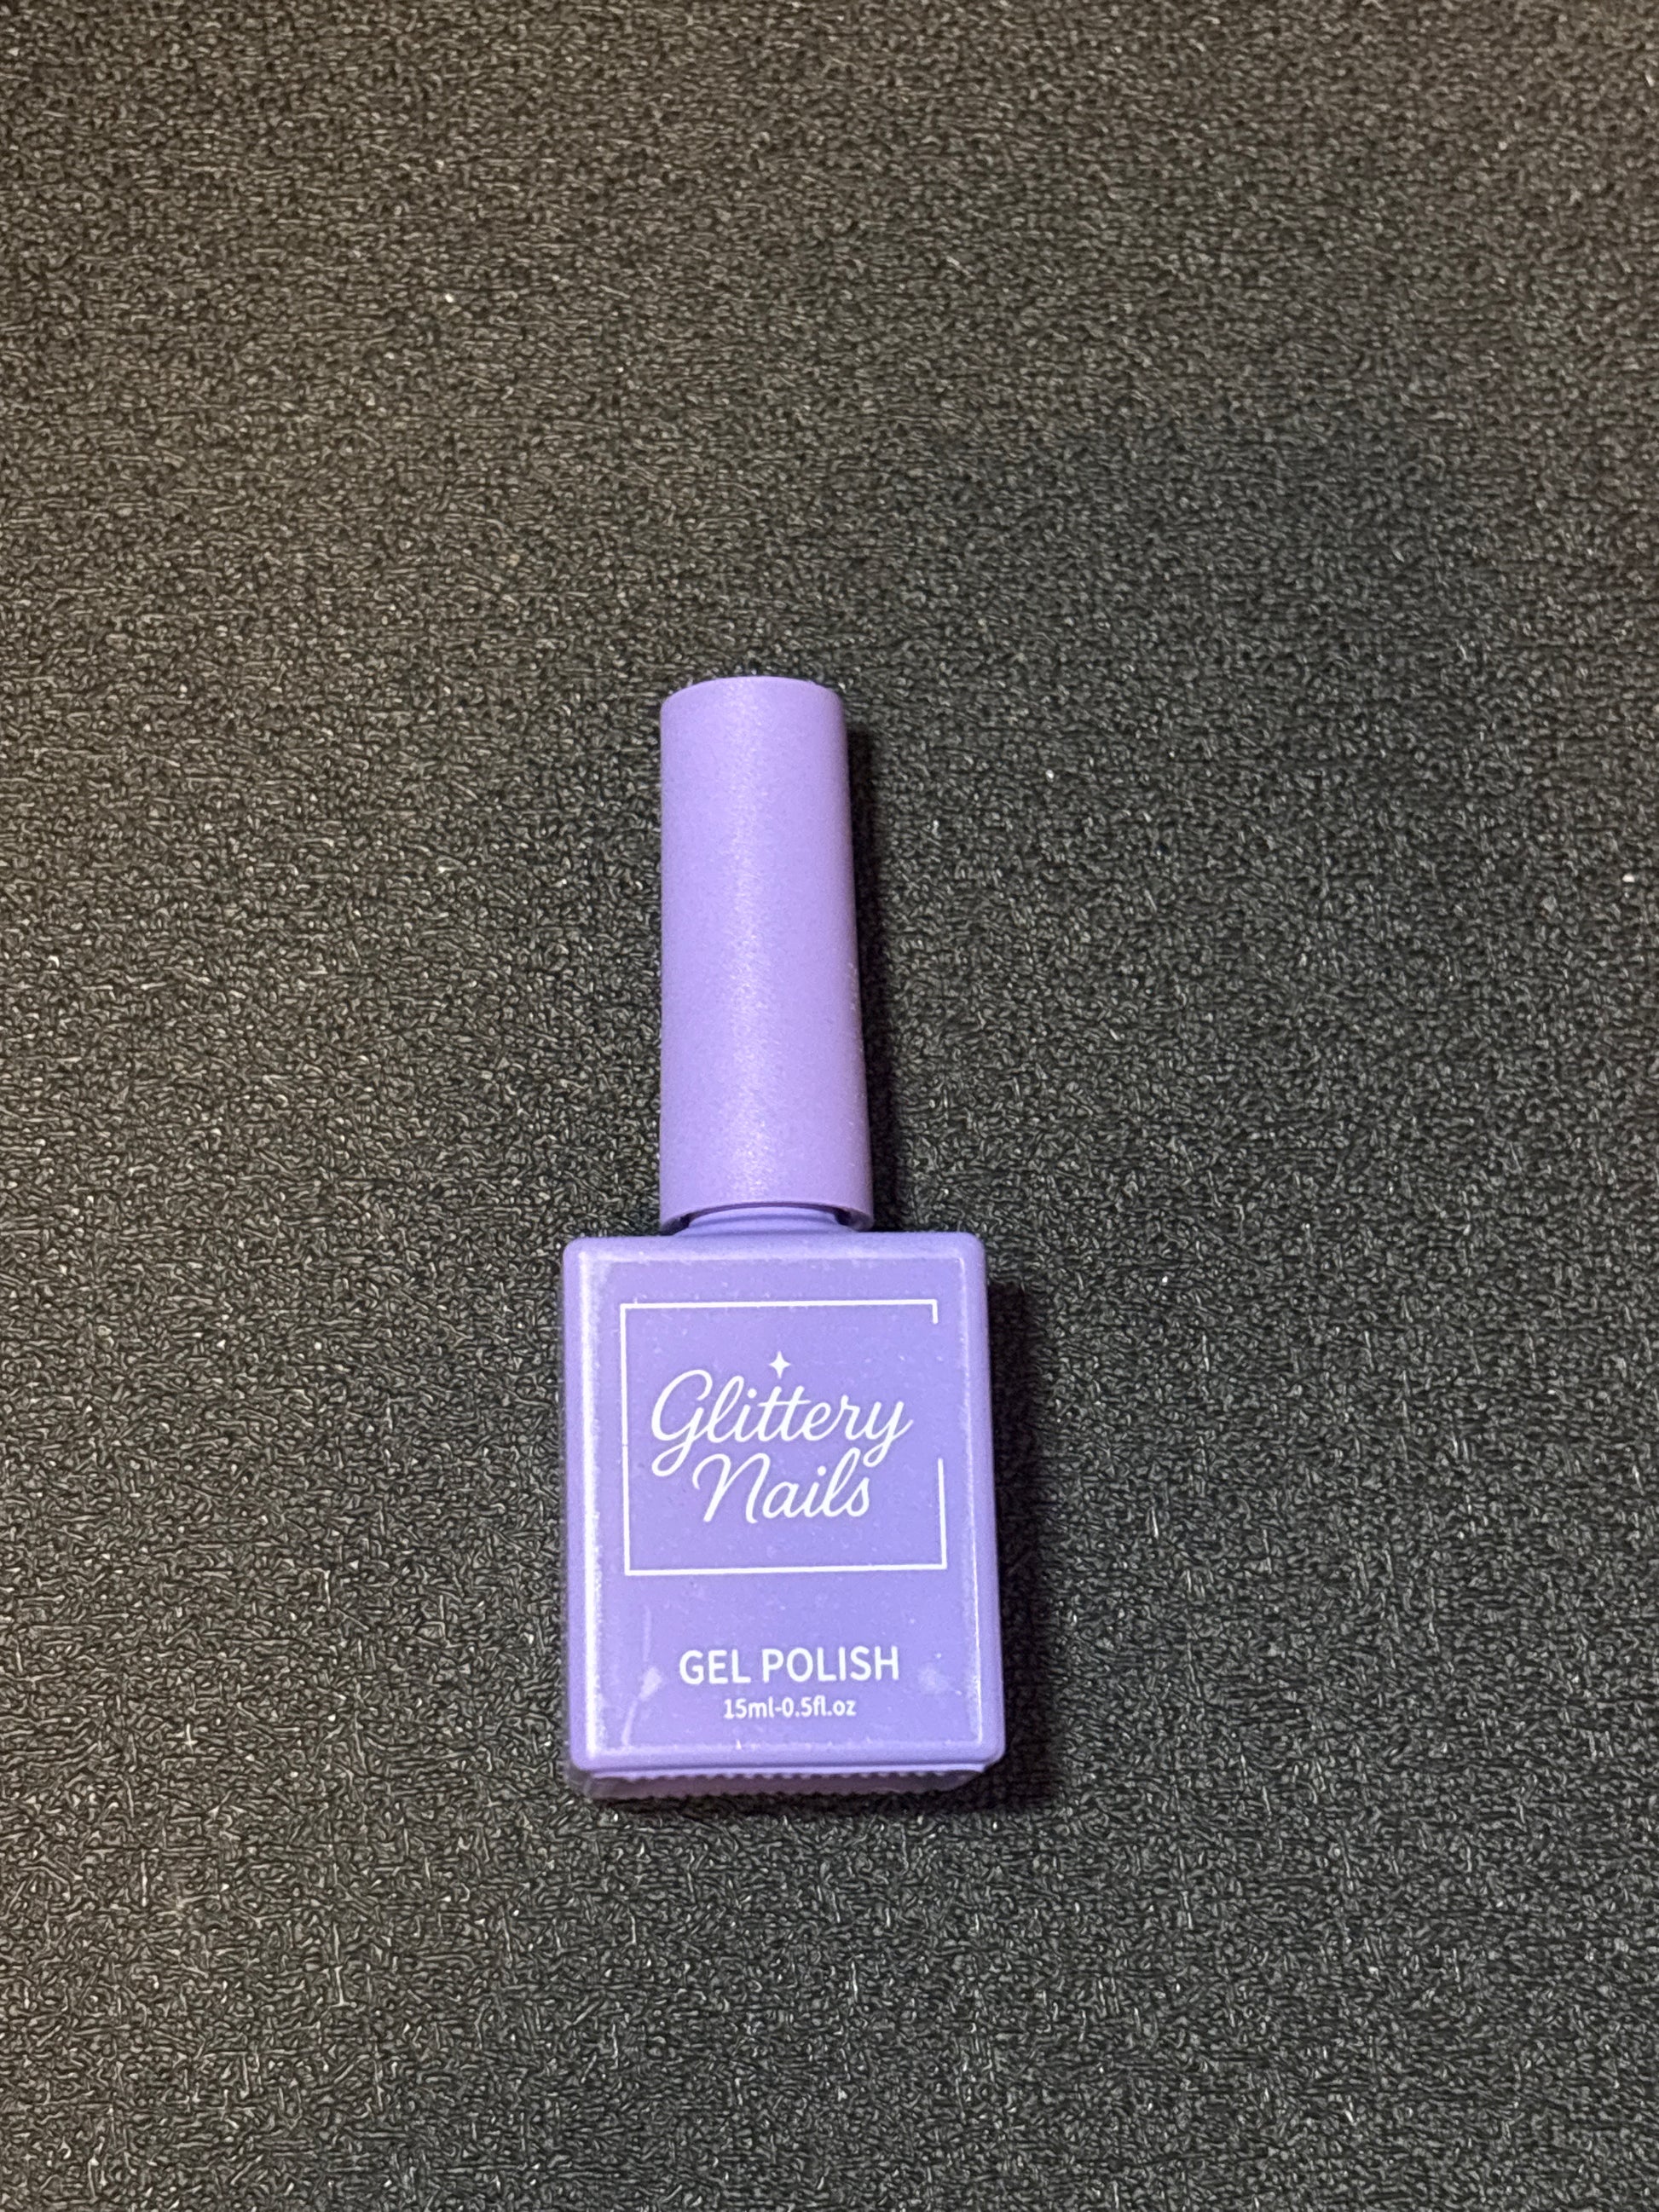 Glittery
Nails
GEL POLISH
15ml-0.5fl.oz